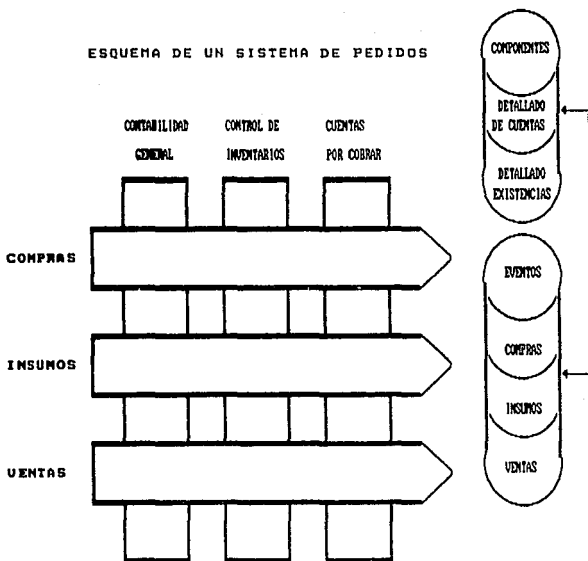 ESQUEMA DE UN SISTEMA DE PEDIDOS
CONTABILIDAD
GENERAL
CONTROL DE
INVENTARIOS
CUENTAS
POR COBRAR
COMPRAS
INSUMOS
VENTAS
COMPONENTES
DETALLADO
DE CUENTAS
DETALLADO
EXISTENCIAS
EVENTOS
COMPRAS
INSUMOS
VENTAS